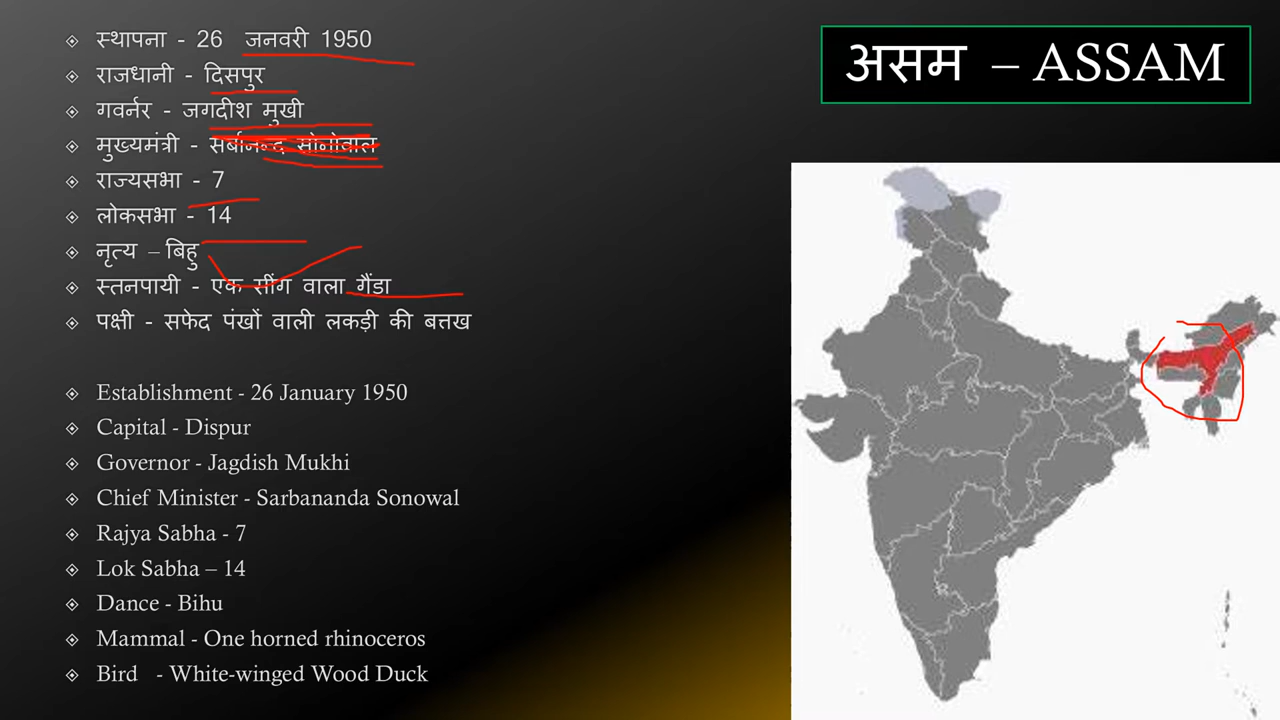 असम – ASSAM
स्थापना - 26 जनवरी 1950
राजधानी - दिसपुर
गवर्नर - जगदीश मुखी
मुख्यमंत्री - सर्बानन्द सोनोवाल
राज्यसभा - 7
लोकसभा - 14
नृत्य – बिहु
स्तनपायी - एक सींग वाला गैंडा
पक्षी - सफेद पंखों वाली लकड़ी की बत्तख
Establishment - 26 January 1950
Capital - Dispur
Governor - Jagdish Mukhi
Chief Minister - Sarbananda Sonowal
Rajya Sabha - 7
Lok Sabha – 14
Dance - Bihu
Mammal - One horned rhinoceros
Bird - White-winged Wood Duck